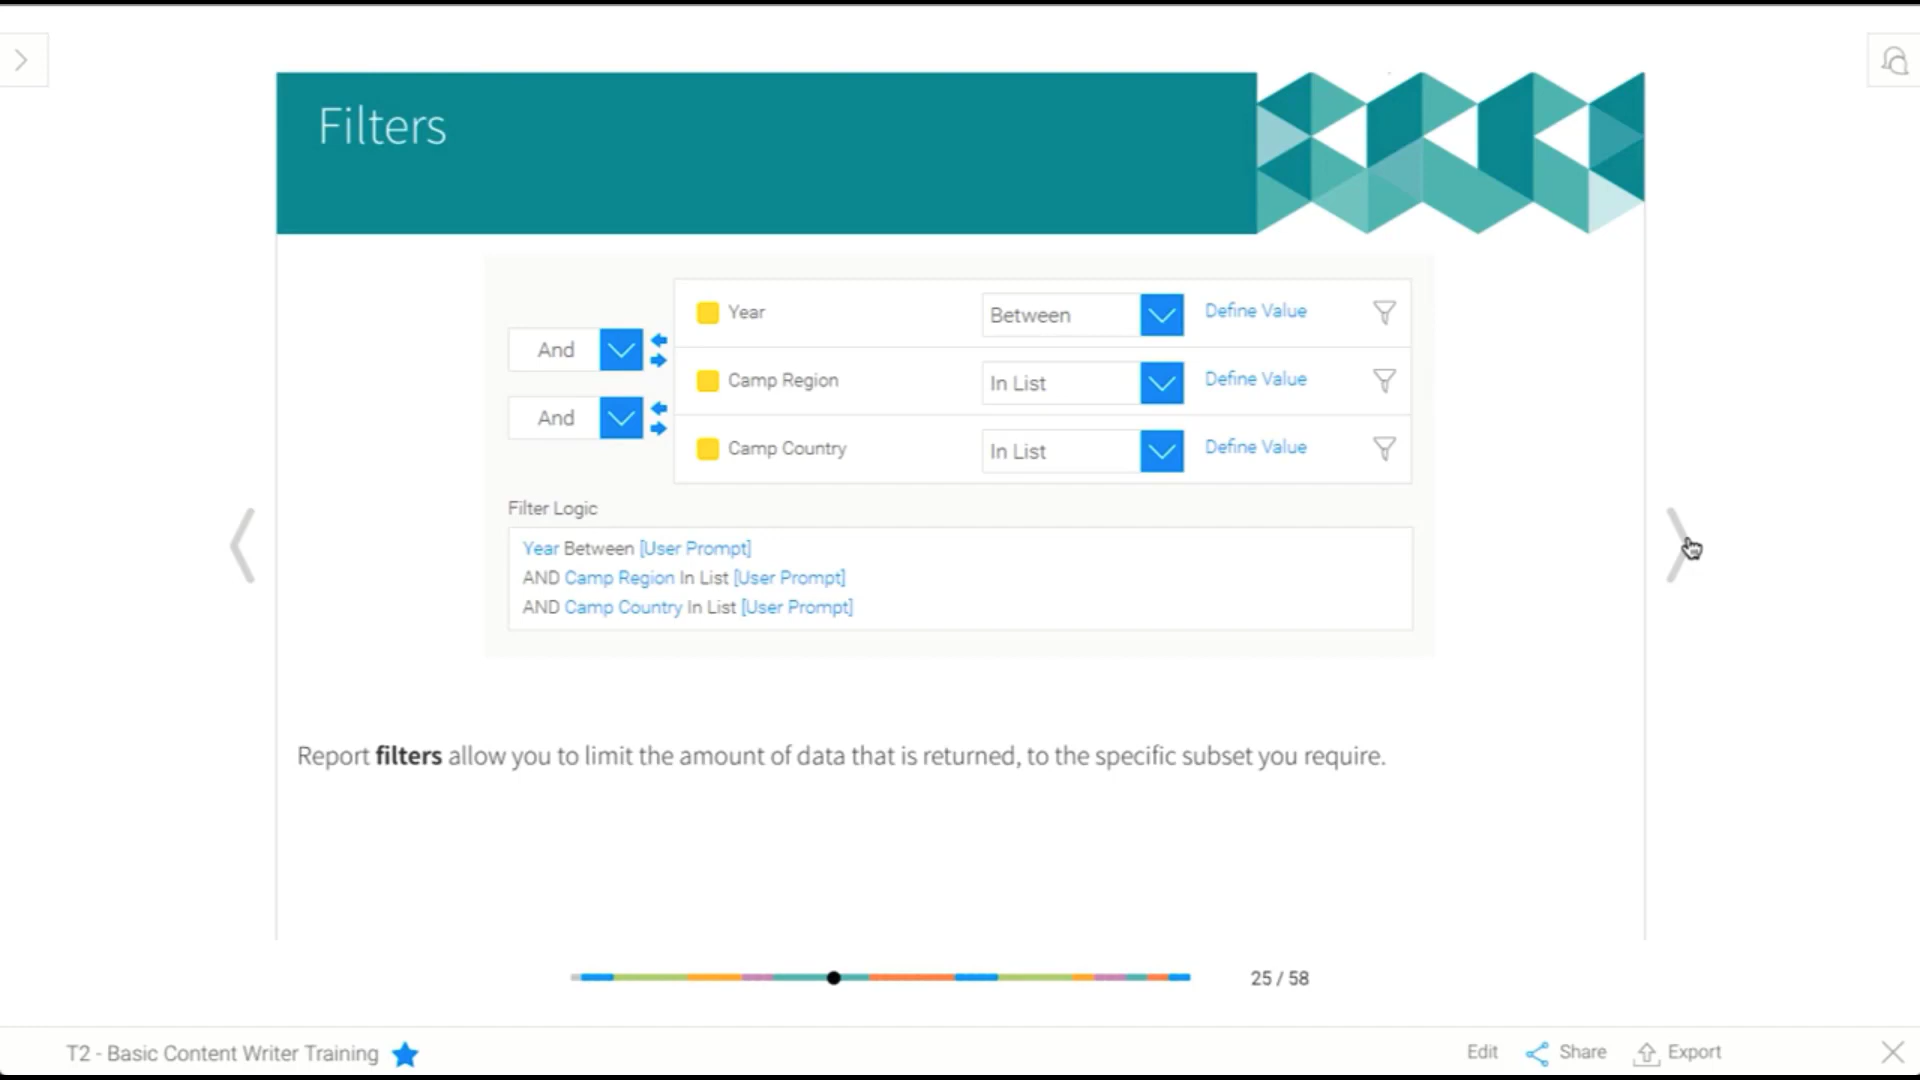 Filters
Year Between Define Value
And
Camp Region In List Define Value
And
Camp Country In List Define Value
Filter Logic
Year Between [User Prompt]
AND Camp Region In List [User Prompt]
AND Camp Country In List [User Prompt]
Report filters allow you to limit the amount of data that is returned, to the specific subset you require.
25 / 58
T2 - Basic Content Writer Training Edit Share Export